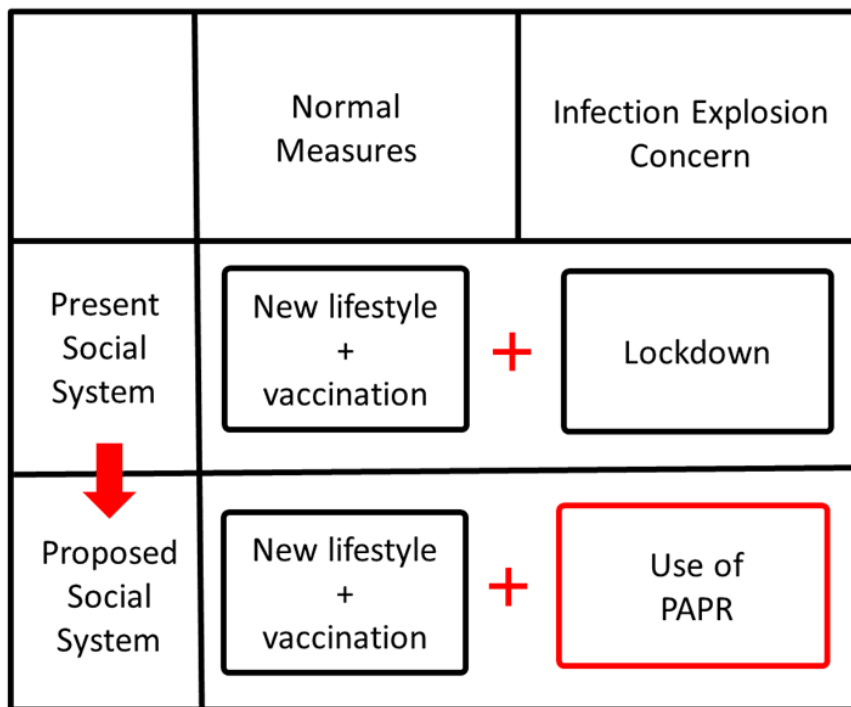 Normal
Measures
Infection Explosion
Concern
Present
Social
System
New lifestyle
+
vaccination
+
Lockdown
Proposed
Social
System
New lifestyle
+
vaccination
+
Use of
PAPR